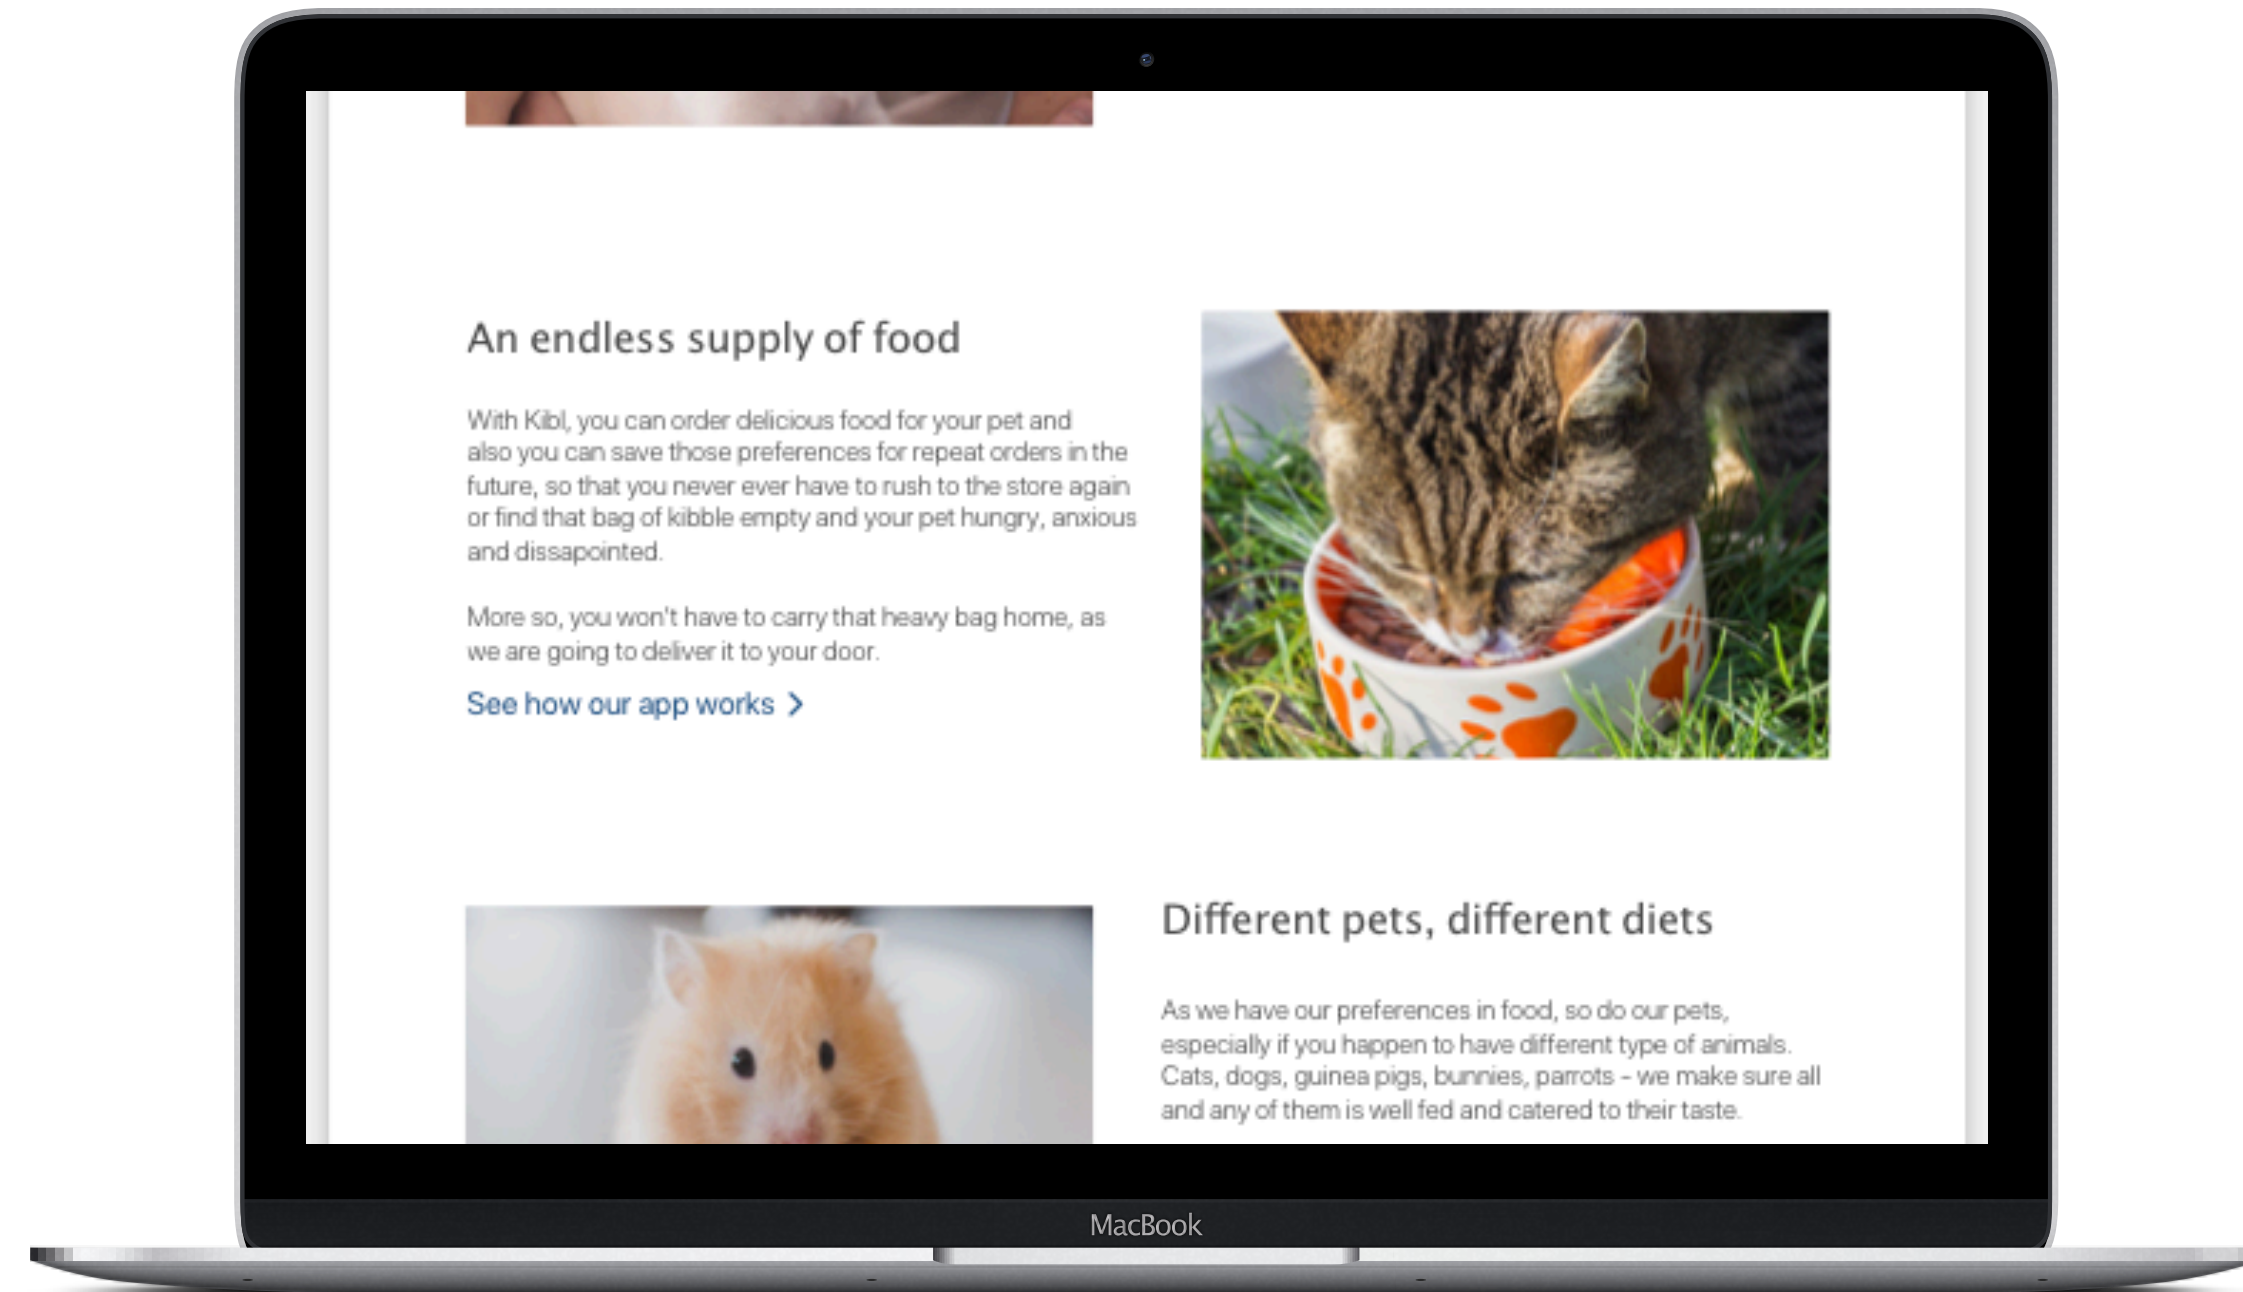 An endless supply of food
With Kibl, you can order delicious food for your pet and
also you can save those preferences for repeat orders in the
future, so that you never ever have to rush to the store again
or find that bag of kibble empty and your pet hungry, anxious
and dissapointed.
More so, you won't have to carry that heavy bag home, as
we are going to deliver it to your door.
See how our app works >
Different pets, different diets
As we have our preferences in food, so do our pets,
especially if you happen to have different type of animals.
Cats, dogs, guinea pigs, bunnies, parrots - we make sure all
and any of them is well fed and catered to their taste.
MacBook